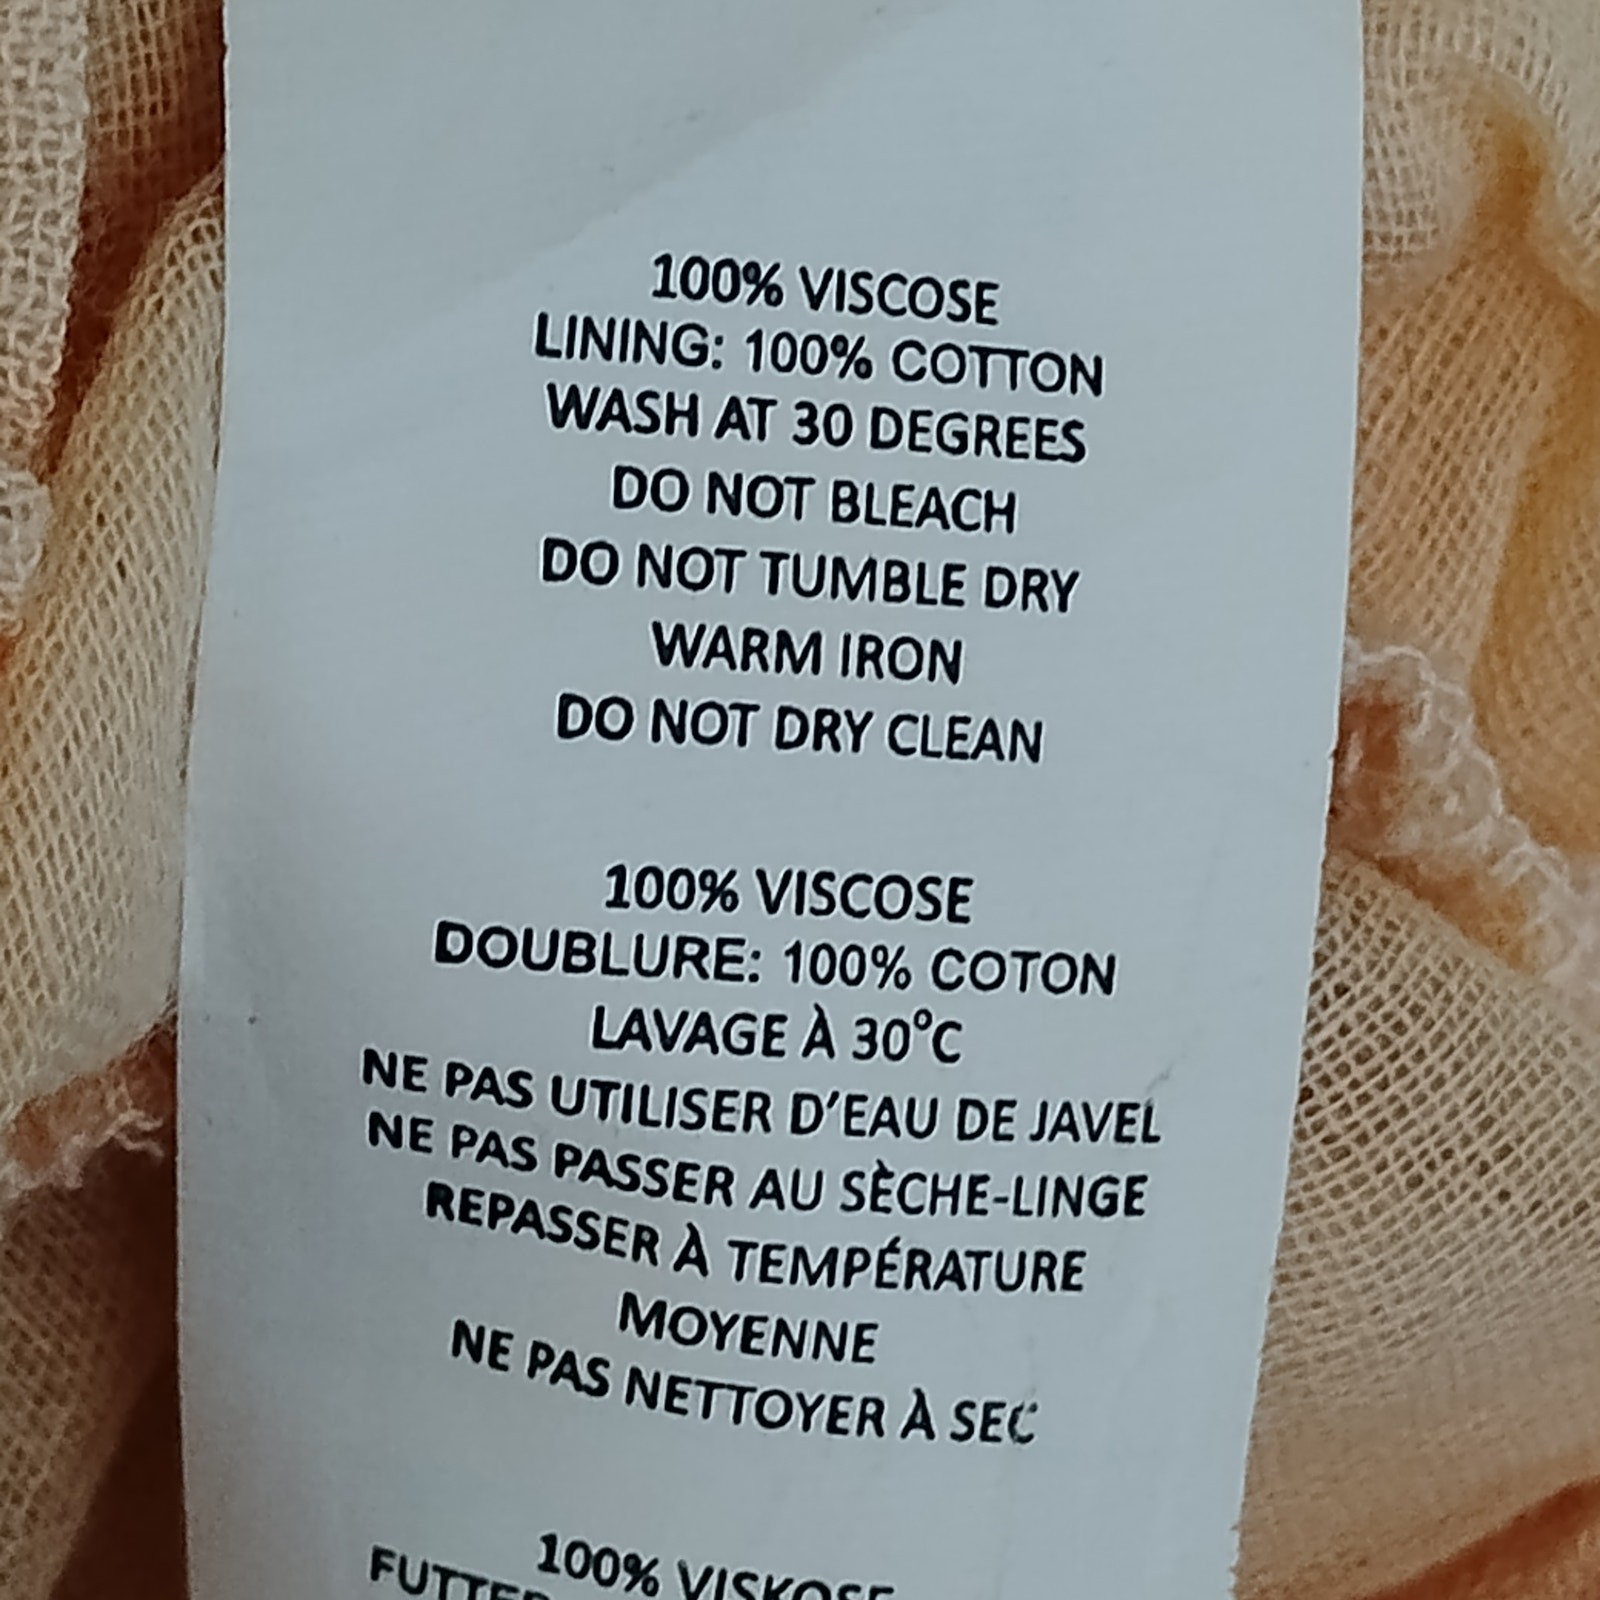 100% VISCOSE
LINING: 100% COTTON
WASH AT 30 DEGREES
DO NOT BLEACH
DO NOT TUMBLE DRY
WARM IRON
DO NOT DRY CLEAN
100% VISCOSE
DOUBLURE: 100% COTON
LAVAGE À 30°C
NE PAS UTILISER D'EAU DE JAVEL
NE PAS PASSER AU SÈCHE-LINGE
REPASSER À TEMPÉRATURE
MOYENNE
NE PAS NETTOYER À SEC
100% VISKOSE